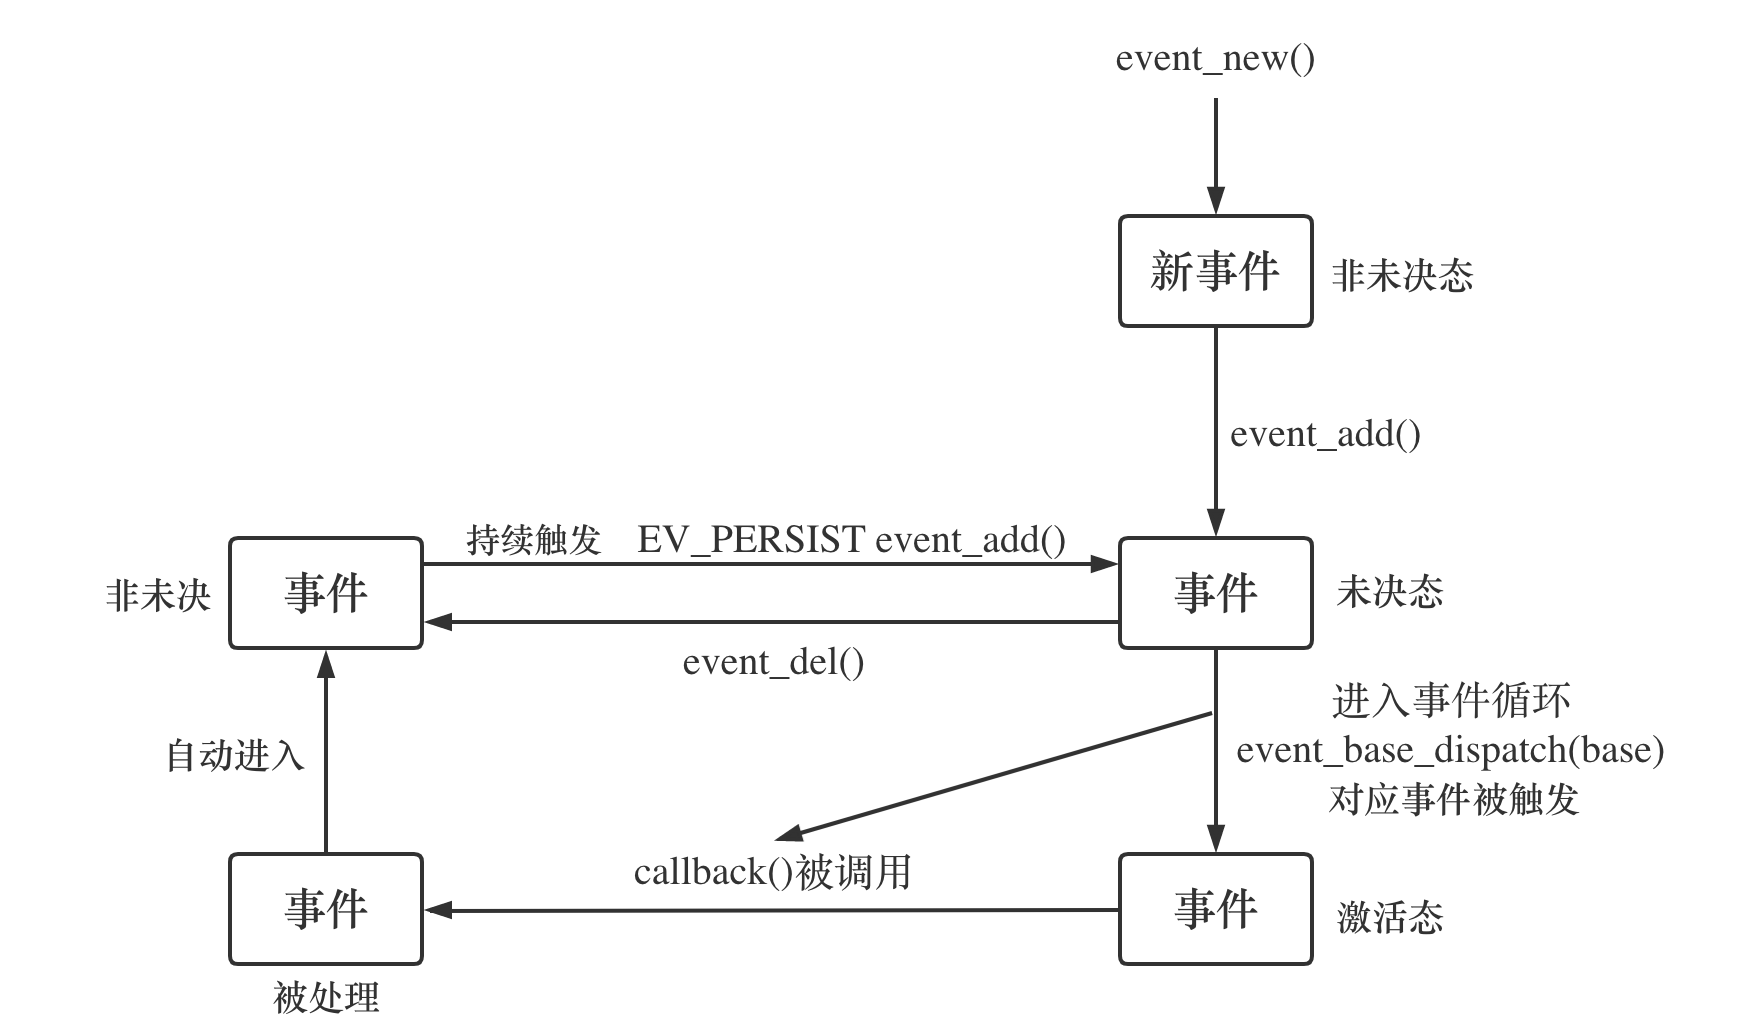 event_new()
新事件
非未决态
event_add()
持续触发 EV_PERSIST event_add()
非未决
事件
事件
未决态
event_del()
进入事件循环
event_base_dispatch(base)
对应事件被触发
自动进入
callback()被调用
事件
事件
激活态
被处理